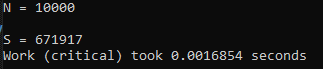 N = 10000
S = 671917
Work (critical) took 0.0016854 seconds